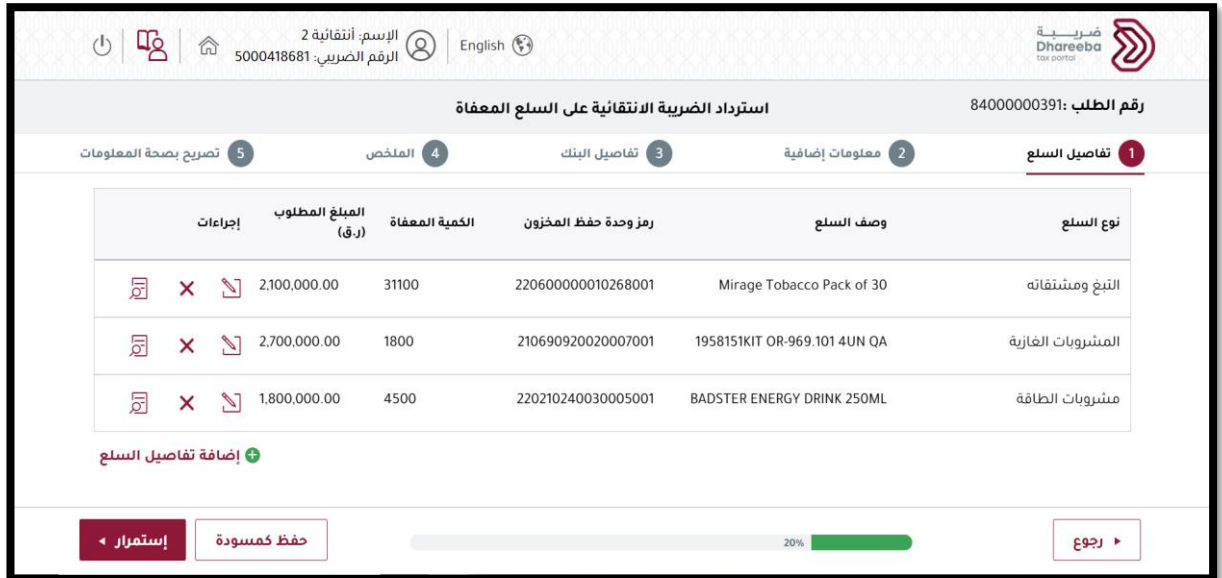 ضريبة
Dhareeba
tax portal
English
الإسم: أنتقائية 2
الرقم الضريبي: 5000418681
رقم الطلب :84000000391
استرداد الضريبة الانتقائية على السلع المعفاة
1 تفاصيل السلع
2 معلومات إضافية
3 تفاصيل البنك
4 الملخص
5 تصريح بصحة المعلومات
نوع السلع وصف السلع رمز وحدة حفظ المخزون الكمية المعفاة المبلغ المطلوب (ر.ق) إجراءات
التبغ ومشتقاته Mirage Tobacco Pack of 30 220600000010268001 31100 2,100,000.00
المشروبات الغازية 1958151KIT OR-969.101 4UN QA 210690920020007001 1800 2,700,000.00
مشروبات الطاقة BADSTER ENERGY DRINK 250ML 220210240030005001 4500 1,800,000.00
إضافة تفاصيل السلع
رجوع
20%
حفظ كمسودة
إستمرار